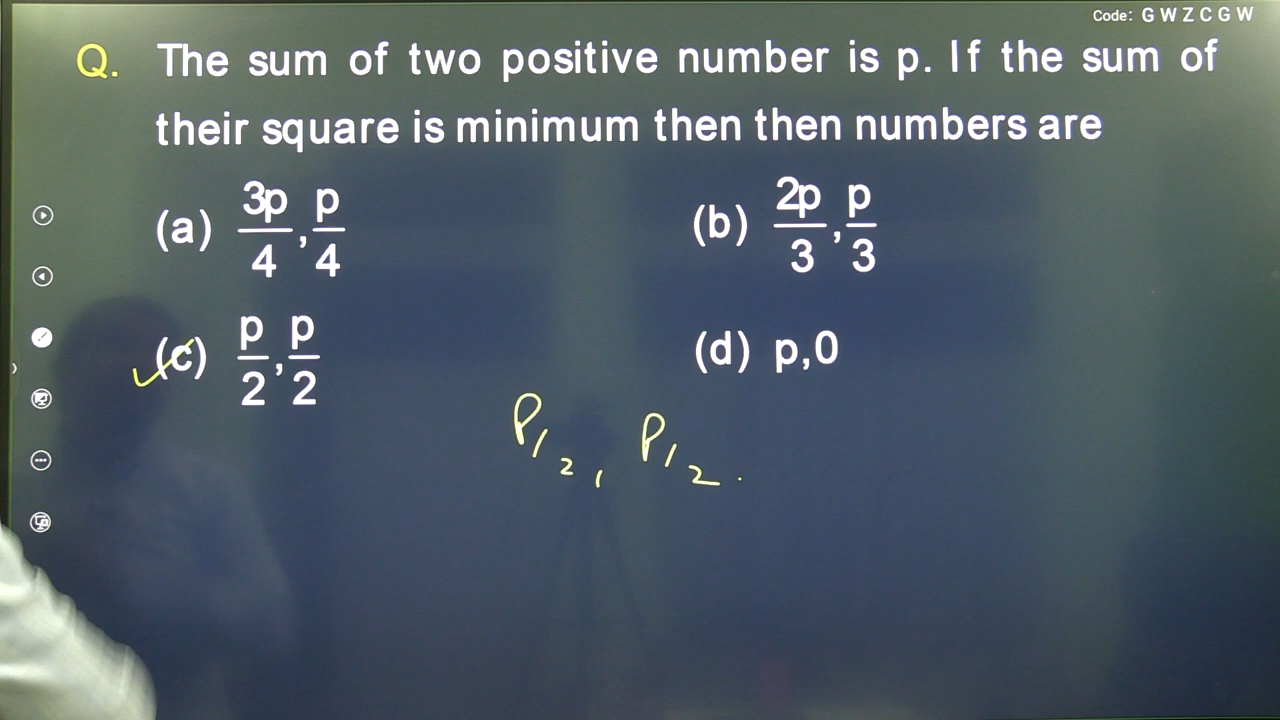 Code: G W Z C G W
Q. The sum of two positive number is p. If the sum of
their square is minimum then then numbers are
(a) 3p/4, p/4
(b) 2p/3, p/3
(c) p/2, p/2
(d) p,0
P/2, P/2.